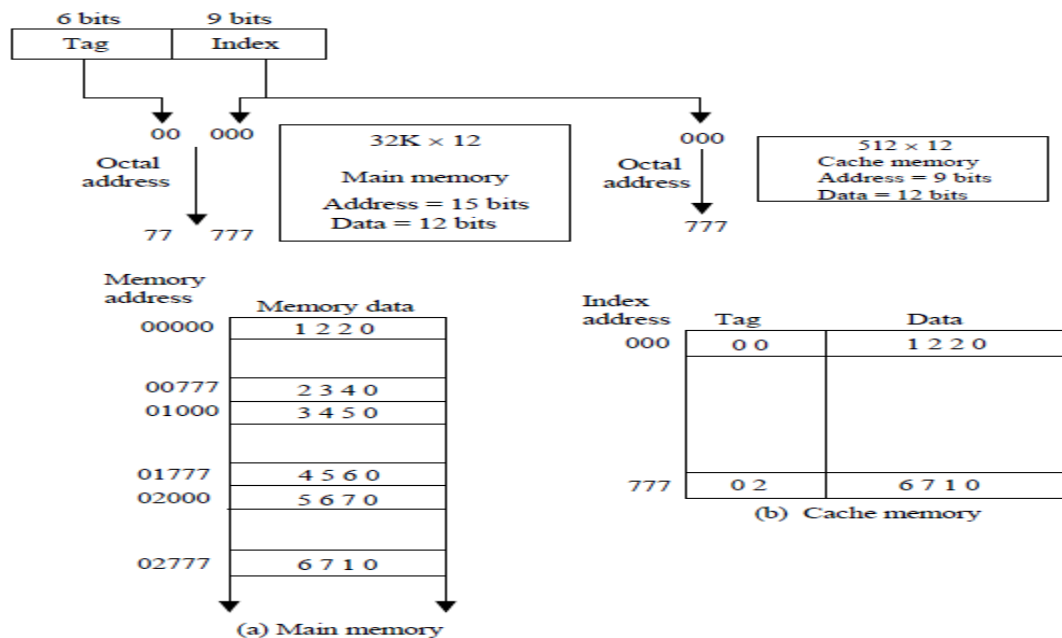 6 bits 9 bits
Tag Index
00 000
Octal
address
77 777
32K × 12
Main memory
Address = 15 bits
Data = 12 bits
000
Octal
address
777
512 × 12
Cache memory
Address = 9 bits
Data = 12 bits
Memory
address
Memory data
00000 1 2 2 0
00777 2 3 4 0
01000 3 4 5 0
01777 4 5 6 0
02000 5 6 7 0
02777 6 7 1 0
(a) Main memory
Index
address
Tag Data
000 0 0 1 2 2 0
777 0 2 6 7 1 0
(b) Cache memory